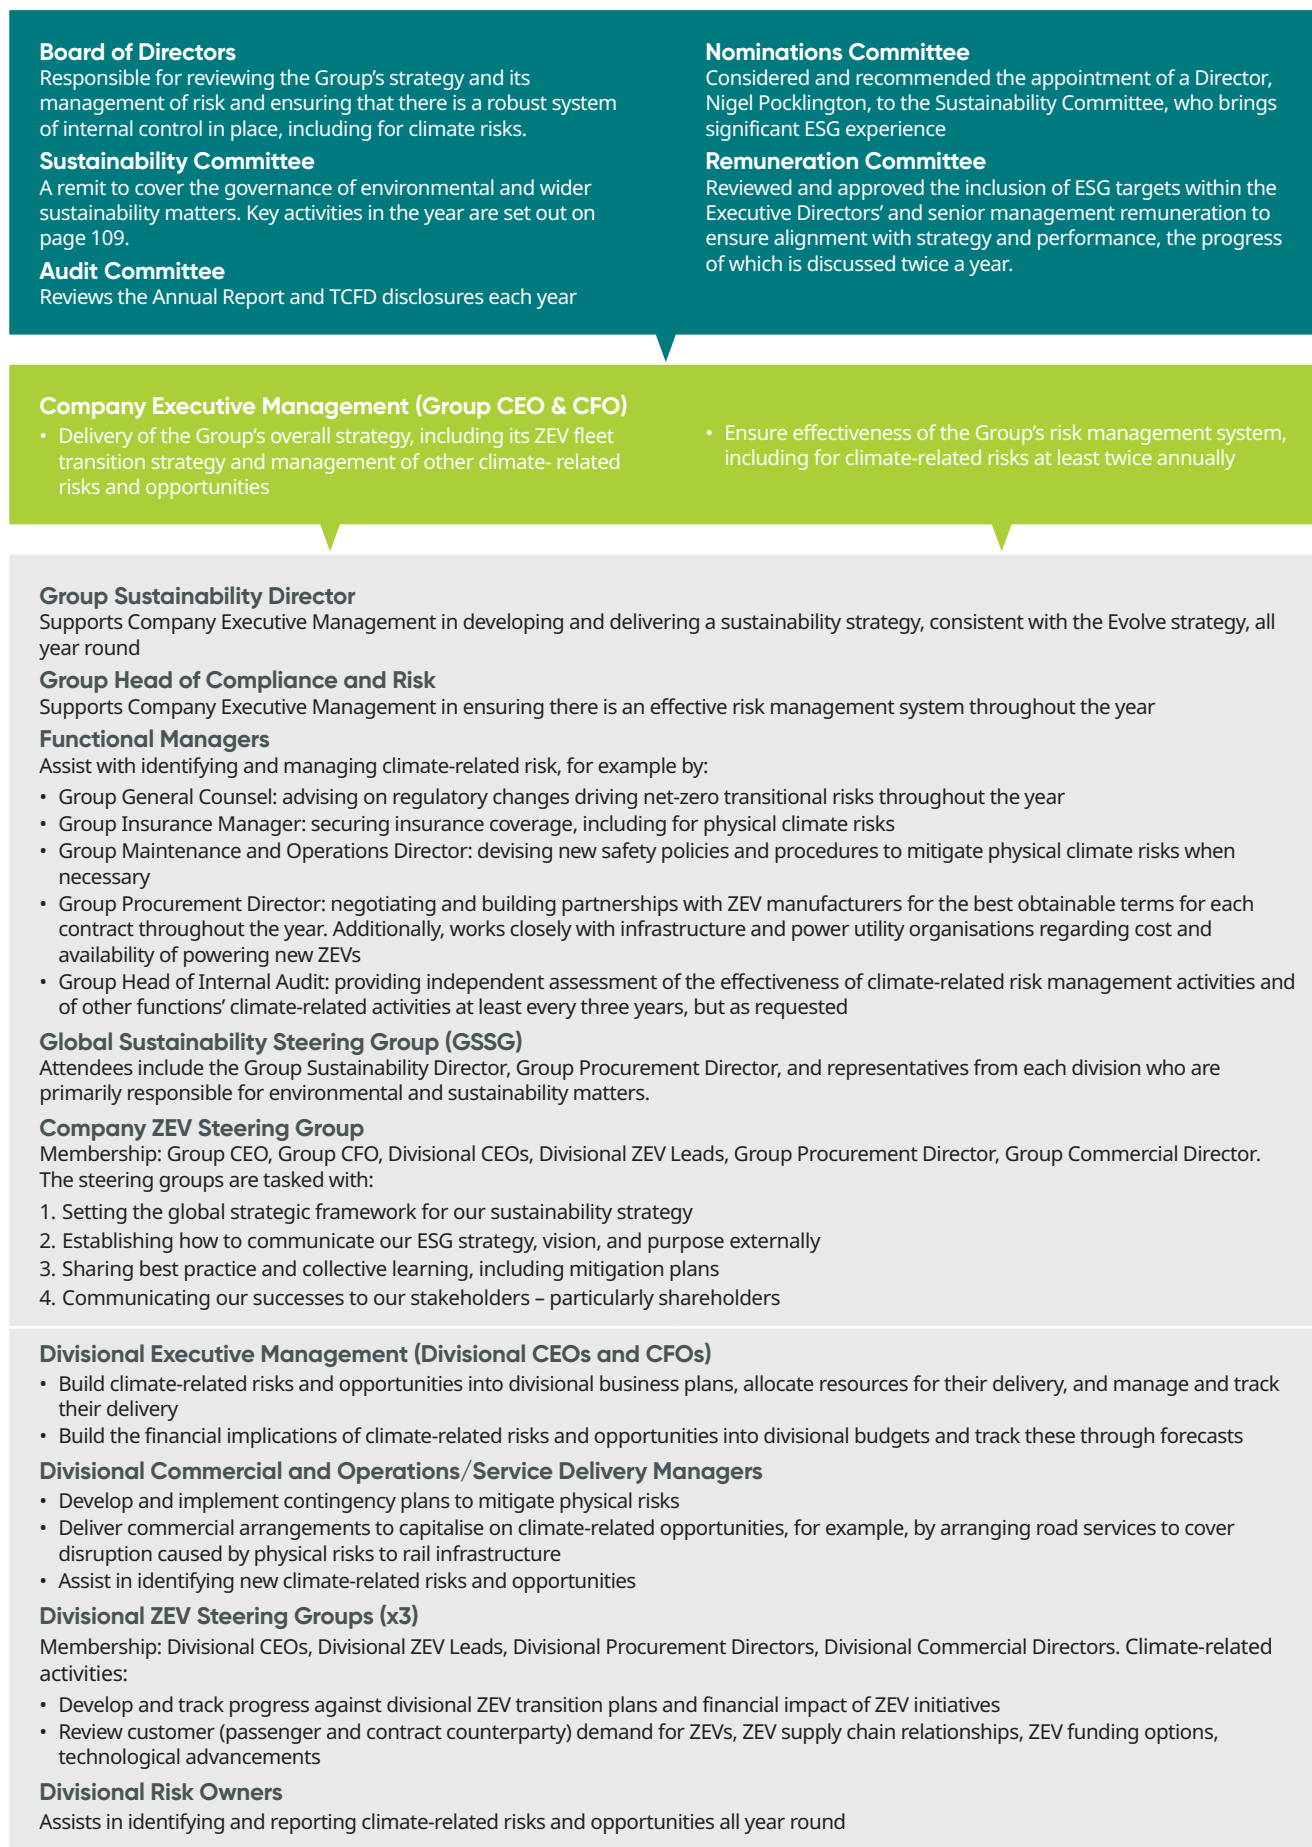 Board of Directors
Responsible for reviewing the Group’s strategy and its
management of risk and ensuring that there is a robust system
of internal control in place, including for climate risks.
Sustainability Committee
A remit to cover the governance of environmental and wider
sustainability matters. Key activities in the year are set out on
page 109.
Audit Committee
Reviews the Annual Report and TCFD disclosures each year
Nominations Committee
Considered and recommended the appointment of a Director,
Nigel Pocklington, to the Sustainability Committee, who brings
significant ESG experience
Remuneration Committee
Reviewed and approved the inclusion of ESG targets within the
Executive Directors’ and senior management remuneration to
ensure alignment with strategy and performance, the progress
of which is discussed twice a year.
Company Executive Management (Group CEO & CFO)
• Delivery of the Group’s overall strategy, including its ZEV fleet
transition strategy and management of other climate- related
risks and opportunities
• Ensure effectiveness of the Group’s risk management system,
including for climate-related risks at least twice annually
Group Sustainability Director
Supports Company Executive Management in developing and delivering a sustainability strategy, consistent with the Evolve strategy, all
year round
Group Head of Compliance and Risk
Supports Company Executive Management in ensuring there is an effective risk management system throughout the year
Functional Managers
Assist with identifying and managing climate-related risk, for example by:
• Group General Counsel: advising on regulatory changes driving net-zero transitional risks throughout the year
• Group Insurance Manager: securing insurance coverage, including for physical climate risks
• Group Maintenance and Operations Director: devising new safety policies and procedures to mitigate physical climate risks when
necessary
• Group Procurement Director: negotiating and building partnerships with ZEV manufacturers for the best obtainable terms for each
contract throughout the year. Additionally, works closely with infrastructure and power utility organisations regarding cost and
availability of powering new ZEVs
• Group Head of Internal Audit: providing independent assessment of the effectiveness of climate-related risk management activities and
of other functions’ climate-related activities at least every three years, but as requested
Global Sustainability Steering Group (GSSG)
Attendees include the Group Sustainability Director, Group Procurement Director, and representatives from each division who are
primarily responsible for environmental and sustainability matters.
Company ZEV Steering Group
Membership: Group CEO, Group CFO, Divisional CEOs, Divisional ZEV Leads, Group Procurement Director, Group Commercial Director.
The steering groups are tasked with:
1. Setting the global strategic framework for our sustainability strategy
2. Establishing how to communicate our ESG strategy, vision, and purpose externally
3. Sharing best practice and collective learning, including mitigation plans
4. Communicating our successes to our stakeholders – particularly shareholders
Divisional Executive Management (Divisional CEOs and CFOs)
• Build climate-related risks and opportunities into divisional business plans, allocate resources for their delivery, and manage and track
their delivery
• Build the financial implications of climate-related risks and opportunities into divisional budgets and track these through forecasts
Divisional Commercial and Operations/Service Delivery Managers
• Develop and implement contingency plans to mitigate physical risks
• Deliver commercial arrangements to capitalise on climate-related opportunities, for example, by arranging road services to cover
disruption caused by physical risks to rail infrastructure
• Assist in identifying new climate-related risks and opportunities
Divisional ZEV Steering Groups (x3)
Membership: Divisional CEOs, Divisional ZEV Leads, Divisional Procurement Directors, Divisional Commercial Directors. Climate-related
activities:
• Develop and track progress against divisional ZEV transition plans and financial impact of ZEV initiatives
• Review customer (passenger and contract counterparty) demand for ZEVs, ZEV supply chain relationships, ZEV funding options,
technological advancements
Divisional Risk Owners
Assists in identifying and reporting climate-related risks and opportunities all year round